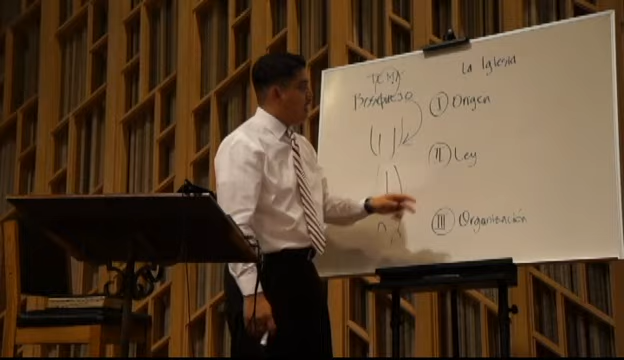 TEMA
Bosquejo
La Iglesia
I Origen
II Ley
III Organización